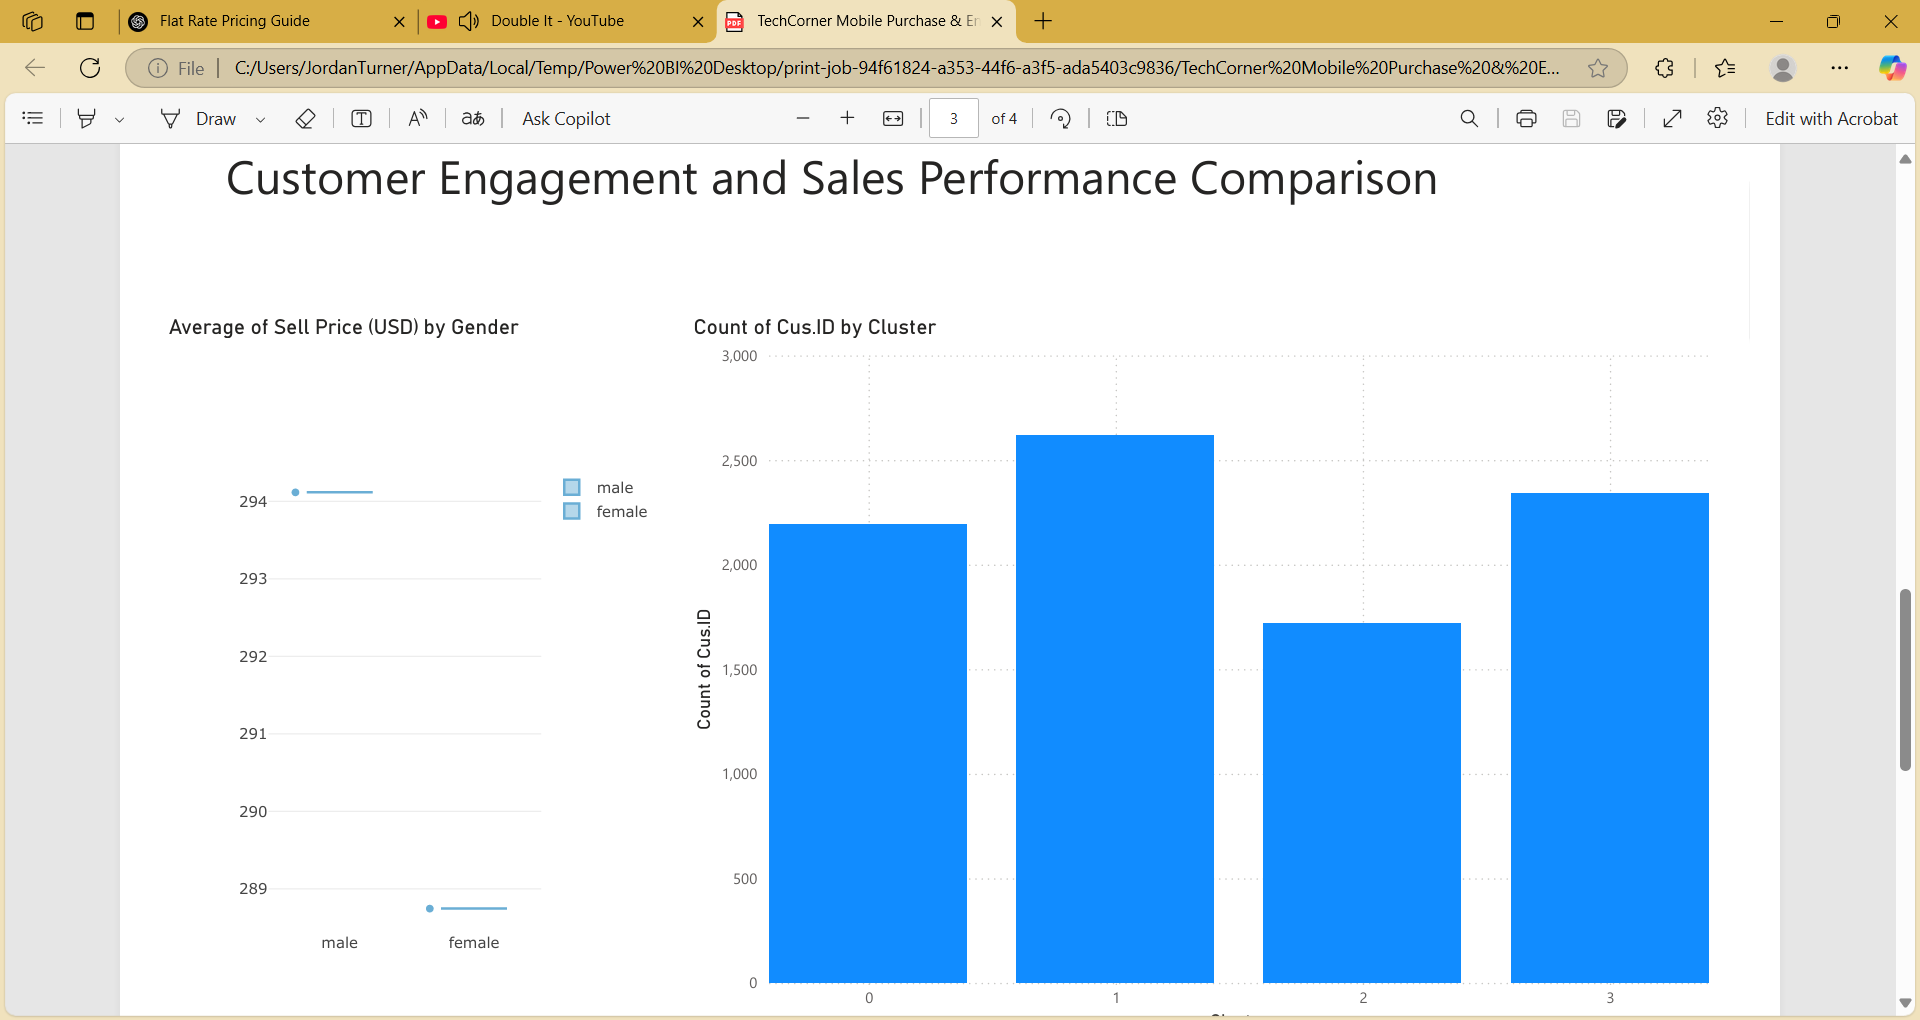 Flat Rate Pricing Guide
Double It - YouTube
PDF
TechCorner Mobile Purchase & En
File
C:/Users/JordanTurner/AppData/Local/Temp/Power%20BI%20Desktop/print-job-94f61824-a353-44f6-a3f5-ada5403c9836/TechCorner%20Mobile%20Purchase%20&%20E...
Draw
Ask Copilot
3 of 4
Edit with Acrobat
Customer Engagement and Sales Performance Comparison
Average of Sell Price (USD) by Gender
294
293
292
291
290
289
male
female
male
female
Count of Cus.ID by Cluster
3,000
2,500
2,000
1,500
1,000
500
0
Count of Cus.ID
0
1
2
3